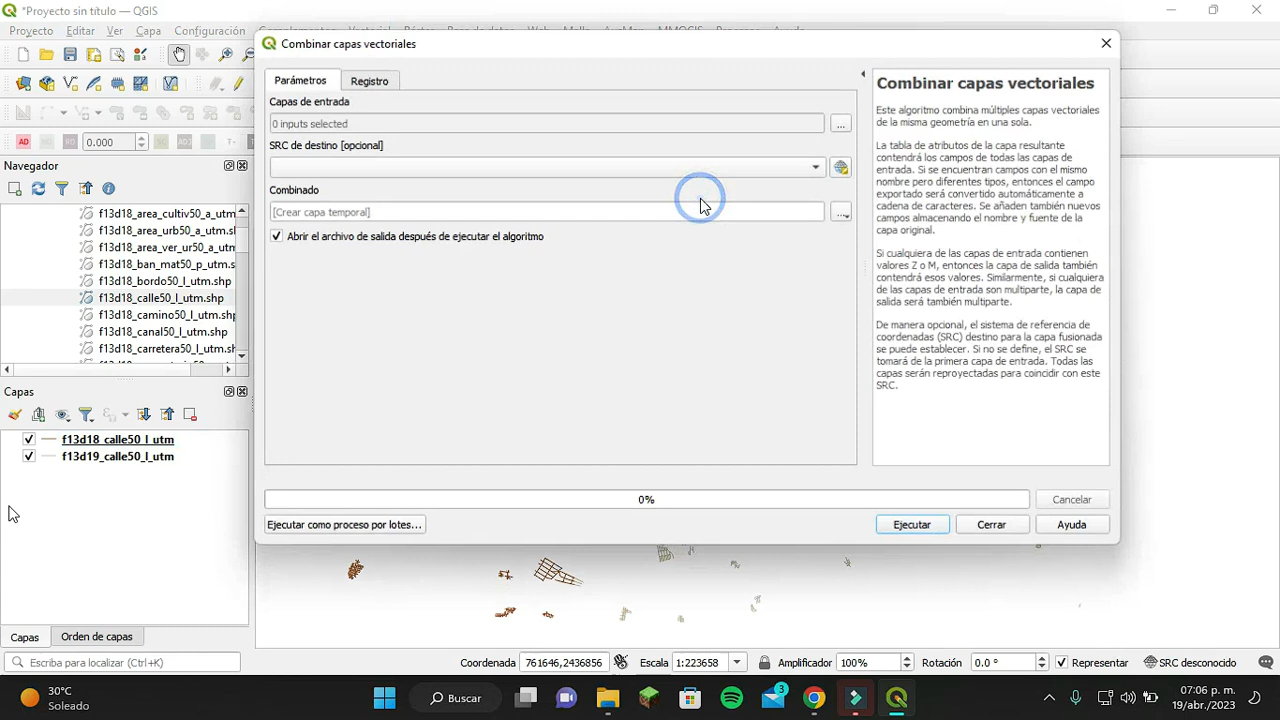 *Proyecto sin título — QGIS
Proyecto Editar Ver Capa Configuración
Combinar capas vectoriales
Parámetros Registro
Capas de entrada
0 inputs selected ...
SRC de destino [opcional]
Combinado
[Crear capa temporal] ...
Abrir el archivo de salida después de ejecutar el algoritmo
0%
Cancelar
Ejecutar como proceso por lotes... Ejecutar Cerrar Ayuda
Combinar capas vectoriales
Este algoritmo combina múltiples capas vectoriales
de la misma geometría en una sola.
La tabla de atributos de la capa resultante
contendrá los campos de todas las capas de
entrada. Si se encuentran campos con el mismo
nombre pero diferentes tipos, entonces el campo
exportado será convertido automáticamente a
cadena de caracteres. Se añaden también nuevos
campos almacenando el nombre y fuente de la
capa original.
Si cualquiera de las capas de entrada contienen
valores Z o M, entonces la capa de salida también
contendrá esos valores. Similarmente, si cualquiera
de las capas de entrada son multiparte, la capa de
salida será también multiparte.
De manera opcional, el sistema de referencia de
coordenadas (SRC) destino para la capa fusionada
se puede establecer. Si no se define, el SRC se
tomará de la primera capa de entrada. Todas las
capas serán reproyectadas para coincidir con este
SRC.
0.000
Navegador
f13d18_area_cultiv50_a_utm
f13d18_area_urb50_a_utm.s
f13d18_area_ver_ur50_a_utm
f13d18_ban_mat50_p_utm.s
f13d18_bordo50_l_utm.shp
f13d18_calle50_l_utm.shp
f13d18_camino50_l_utm.shp
f13d18_canal50_l_utm.shp
f13d18_carretera50_l_utm.s
Capas
f13d18_calle50_l_utm
f13d19_calle50_l_utm
Capas Orden de capas
Escriba para localizar (Ctrl+K) Coordenada 761646,2436856 Escala 1:223658 Amplificador 100% Rotación 0.0 ° Representar SRC desconocido
30°C
Soleado
Buscar
3
07:06 p. m.
19/abr./2023